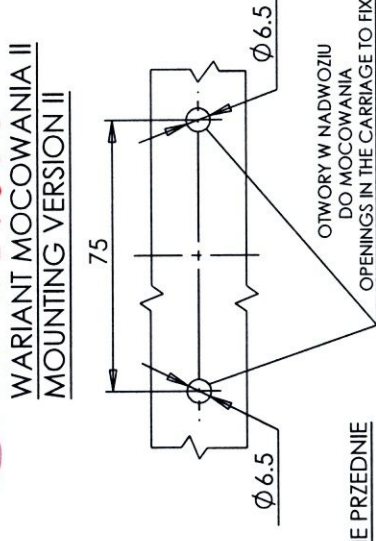 WARIANT MOCOWANIA II
MOUNTING VERSION II
75
Ø6.5
Ø6.5
OTWORY W NADWOZIU
DO MOCOWANIA
OPENINGS IN THE CARRIAGE TO FIX
E PRZEDNIE